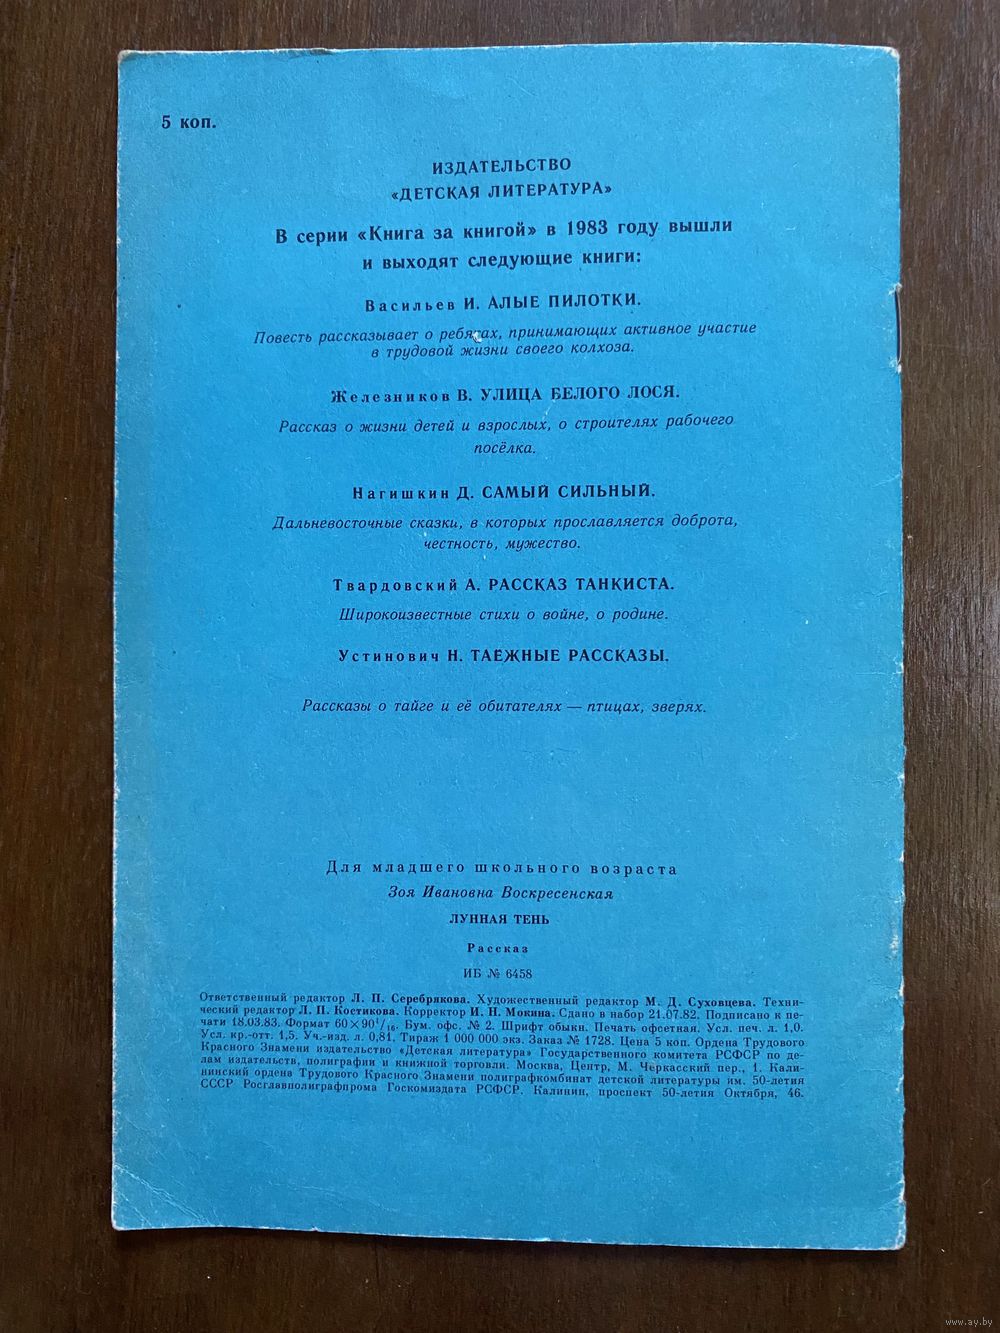 5 коп.
ИЗДАТЕЛЬСТВО
«ДЕТСКАЯ ЛИТЕРАТУРА»
В серии «Книга за книгой» в 1983 году вышли
и выходят следующие книги:
Васильев И. АЛЫЕ ПИЛОТКИ.
Повесть рассказывает о ребятах, принимающих активное участие
в трудовой жизни своего колхоза.
Железников В. УЛИЦА БЕЛОГО ЛОСЯ.
Рассказ о жизни детей и взрослых, о строителях рабочего
посёлка.
Нагишкин Д. САМЫЙ СИЛЬНЫЙ.
Дальневосточные сказки, в которых прославляется доброта,
честность, мужество.
Твардовский А. РАССКАЗ ТАНКИСТА.
Широкоизвестные стихи о войне, о родине.
Устинович Н. ТАЕЖНЫЕ РАССКАЗЫ.
Рассказы о тайге и её обитателях — птицах, зверях.
Для младшего школьного возраста
Зоя Ивановна Воскресенская
ЛУННАЯ ТЕНЬ
Рассказ
ИБ № 6458
Ответственный редактор Л. П. Серебрякова. Художественный редактор М. Д. Суховцева. Техни-
ческий редактор Л. П. Костикова. Корректор И. Н. Мокина. Сдано в набор 21.07.82. Подписано к пе-
чати 18.03.83. Формат 60×90¹/₁₆. Бум. офс. № 2. Шрифт обыкн. Печать офсетная. Усл. печ. л. 1,0.
Усл. кр.-отт. 1,5. Уч.-изд. л. 0,81. Тираж 1 000 000 экз. Заказ № 1728. Цена 5 коп. Ордена Трудового
Красного Знамени издательство «Детская литература» Государственного комитета РСФСР по де-
лам издательств, полиграфии и книжной торговли. Москва, Центр, М. Черкасский пер., 1. Кали-
нинский ордена Трудового Красного Знамени полиграфкомбинат детской литературы им. 50-летия
СССР Росглавполиграфпрома Госкомиздата РСФСР. Калинин, проспект 50-летия Октября, 46.
www.ay.by